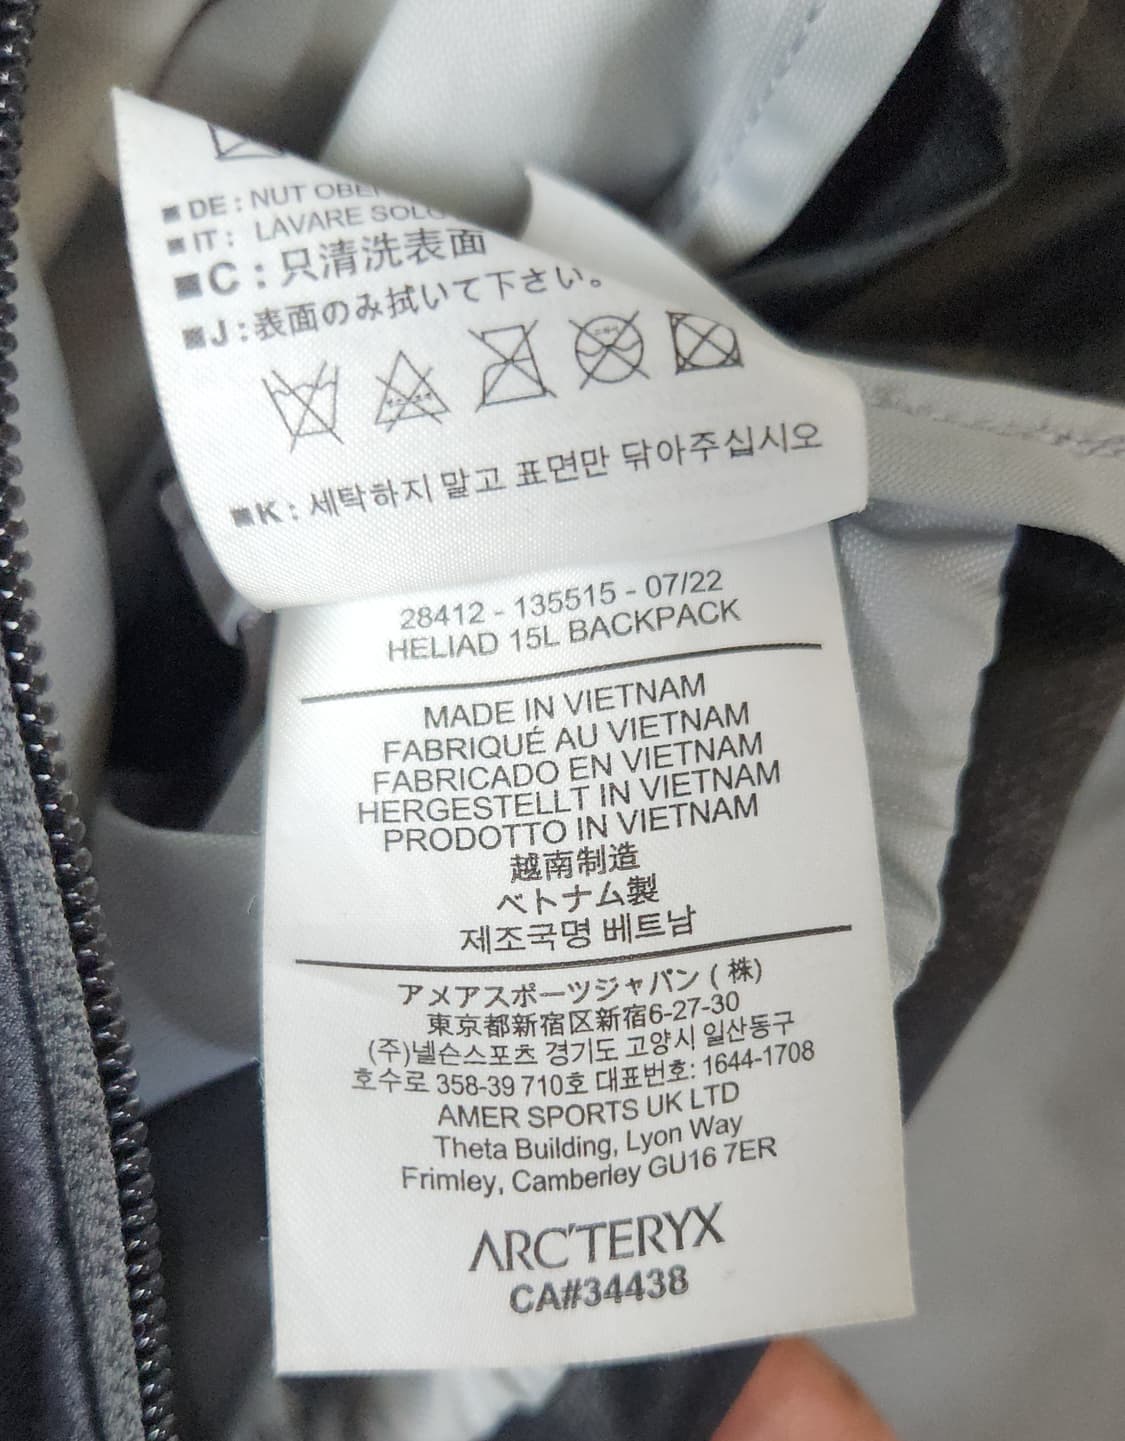 ■ DE : NUT
■ IT : LAVARE SOLO
■ C : 只清洗表面
■ J : 表面のみ拭いて下さい。
■ K : 세탁하지 말고 표면만 닦아주십시오
28412 - 135515 - 07/22
HELIAD 15L BACKPACK
MADE IN VIETNAM
FABRIQUÉ AU VIETNAM
FABRICADO EN VIETNAM
HERGESTELLT IN VIETNAM
PRODOTTO IN VIETNAM
越南制造
ベトナム製
제조국명 베트남
アメアスポーツジャパン ( 株)
東京都新宿区新宿6-27-30
(주)넬슨스포츠 경기도 고양시 일산동구
호수로 358-39 710호 대표번호: 1644-1708
AMER SPORTS UK LTD
Theta Building, Lyon Way
Frimley, Camberley GU16 7ER
ARC'TERYX
CA#34438